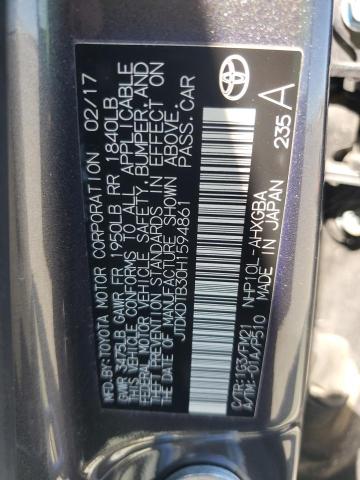 MFD.BY:TOYOTA MOTOR CORPORATION 02/17
GVWR 3473LB GAWR FR 1950LB RR 1840LB
THIS VEHICLE CONFORMS TO ALL APPLICABLE
FEDERAL MOTOR VEHICLE SAFETY, BUMPER, AND
THEFT PREVENTION STANDARDS IN EFFECT
ON THE DATE OF MANUFACTURE SHOWN ABOVE.
JTDKDTB30H1594861 PASS.CAR
C/TR:1G3/FM21 NHP10L-AHXGBA
A/TM:-01A/P510 MADE IN JAPAN
235 A
TOYOTA